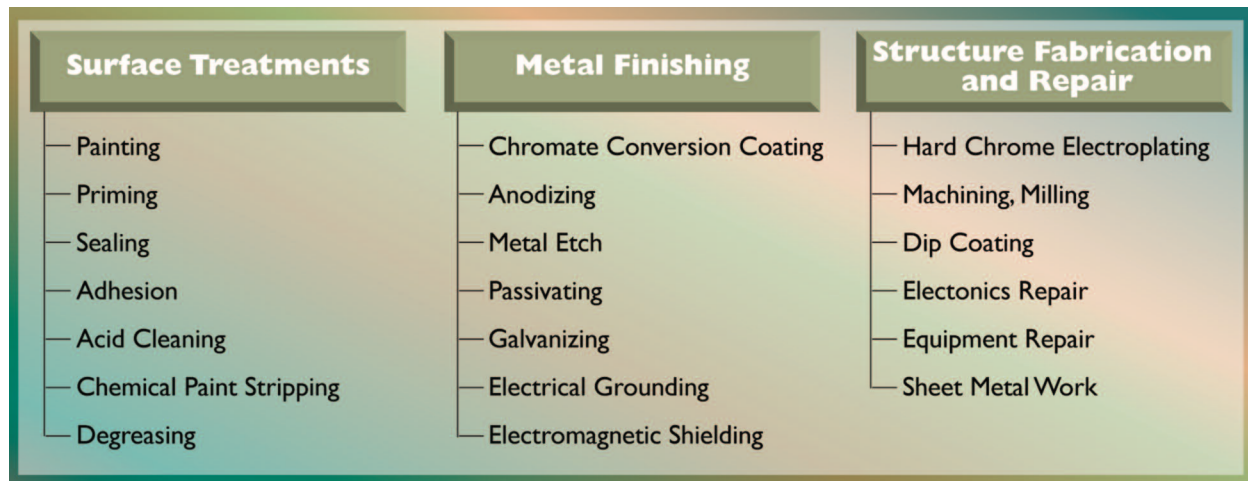 Surface Treatments
Painting
Priming
Sealing
Adhesion
Acid Cleaning
Chemical Paint Stripping
Degreasing
Metal Finishing
Chromate Conversion Coating
Anodizing
Metal Etch
Passivating
Galvanizing
Electrical Grounding
Electromagnetic Shielding
Structure Fabrication
and Repair
Hard Chrome Electroplating
Machining, Milling
Dip Coating
Electonics Repair
Equipment Repair
Sheet Metal Work